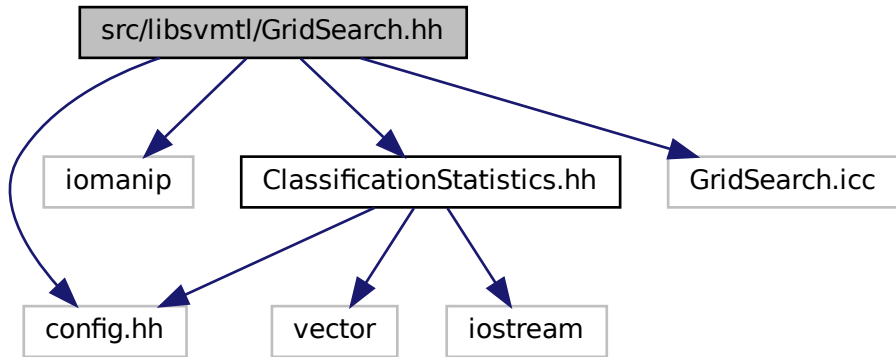 src/libsvmtl/GridSearch.hh
iomanip
ClassificationStatistics.hh
GridSearch.icc
config.hh
vector
iostream